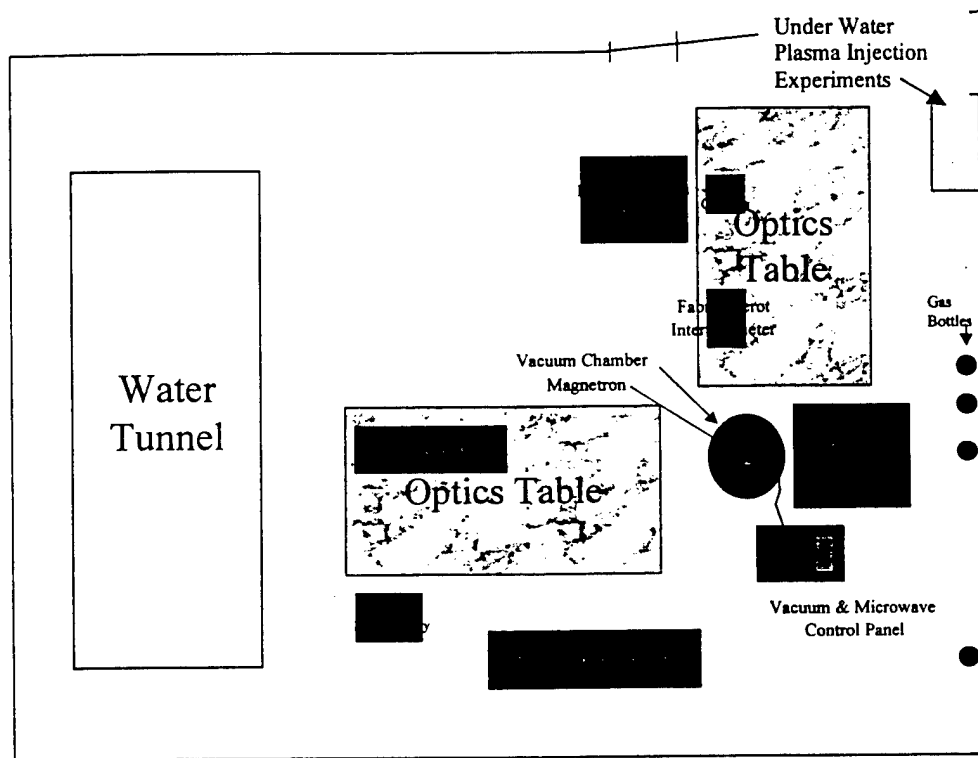 Under Water
Plasma Injection
Experiments
Optics
Table
Gas
Bottles
Vacuum Chamber
Magnetron
Water
Tunnel
Optics Table
Vacuum & Microwave
Control Panel